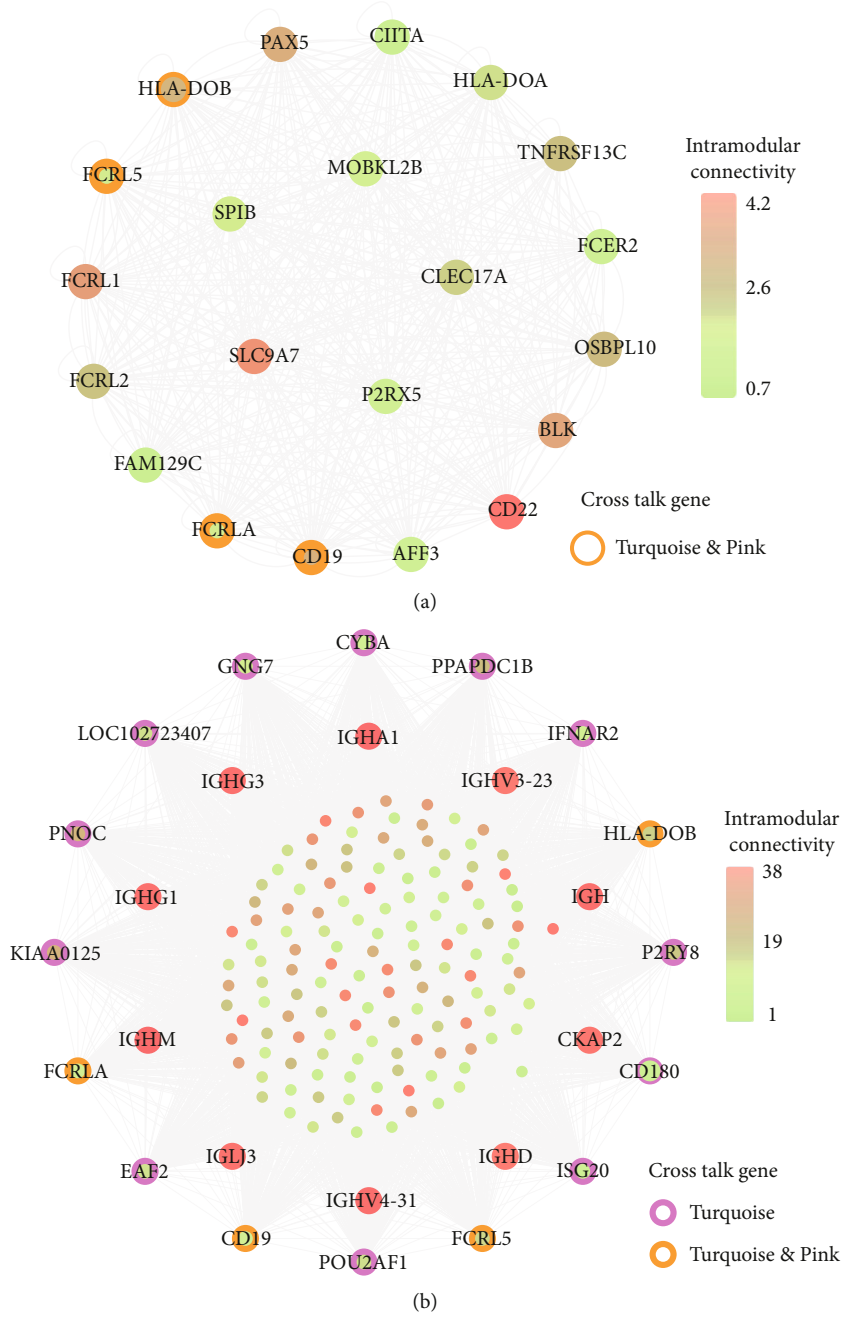 PAX5
CIITA
HLA-DOB
HLA-DOA
TNFRSF13C
MOBKL2B
FCRL5
SPIB
FCER2
CLEC17A
FCRL1
SLC9A7
OSBPL10
FCRL2
P2RX5
BLK
FAM129C
CD22
FCRLA
CD19
AFF3
Intramodular
connectivity
4.2
2.6
0.7
Cross talk gene
Turquoise & Pink
(a)
CYBA
GNG7
PPAPDC1B
LOC102723407
IGHA1
IFNAR2
IGHG3
IGHV3-23
PNOC
HLA-DOB
IGHG1
IGH
KIAA0125
P2RY8
IGHM
CKAP2
FCRLA
CD180
IGLJ3
IGHD
EAF2
ISG20
IGHV4-31
CD19
FCRL5
POU2AF1
Intramodular
connectivity
38
19
1
Cross talk gene
Turquoise
Turquoise & Pink
(b)